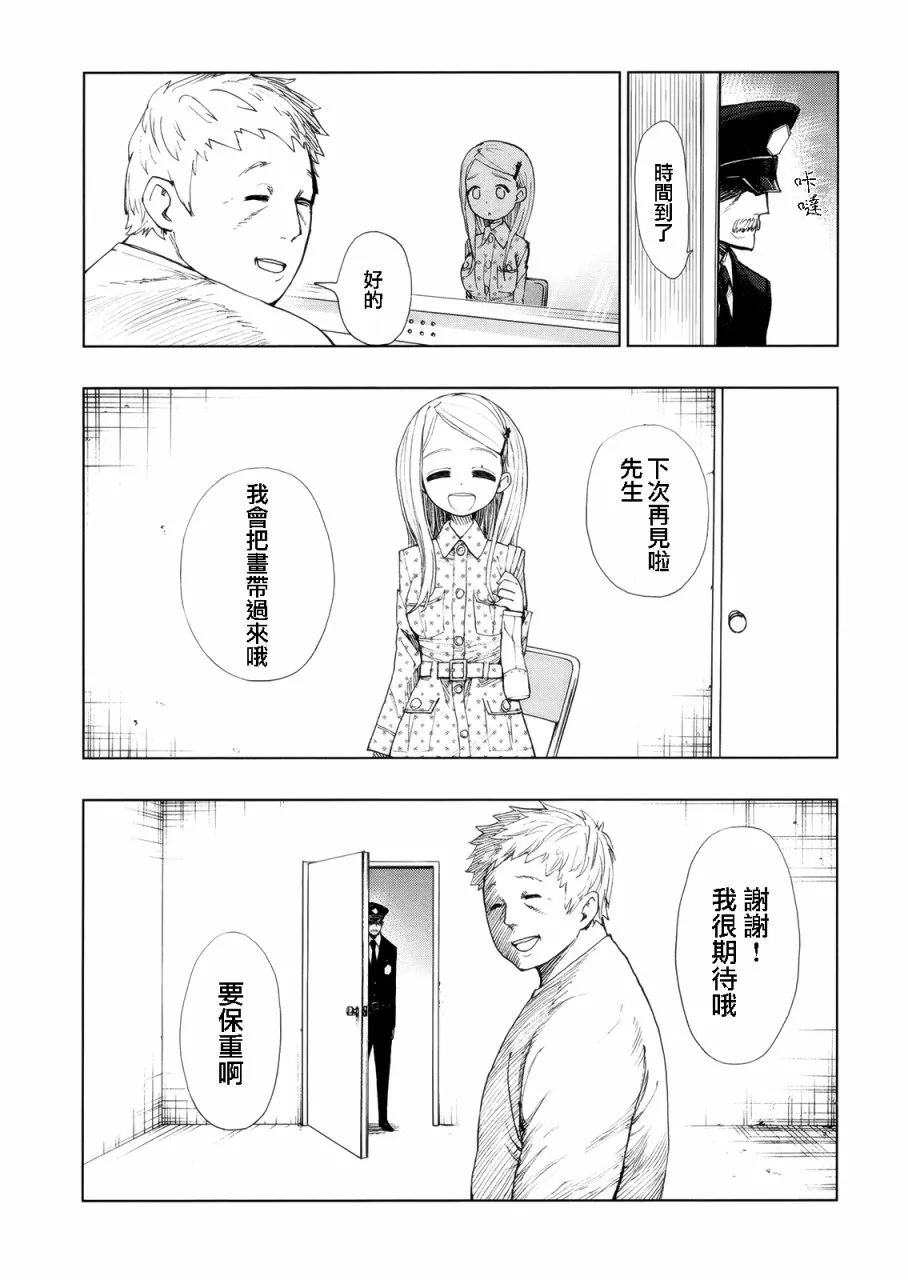 咔噠
時間到了
好的
下次再見啦
先生
我會把畫帶過來哦
謝謝！
我很期待哦
要保重啊